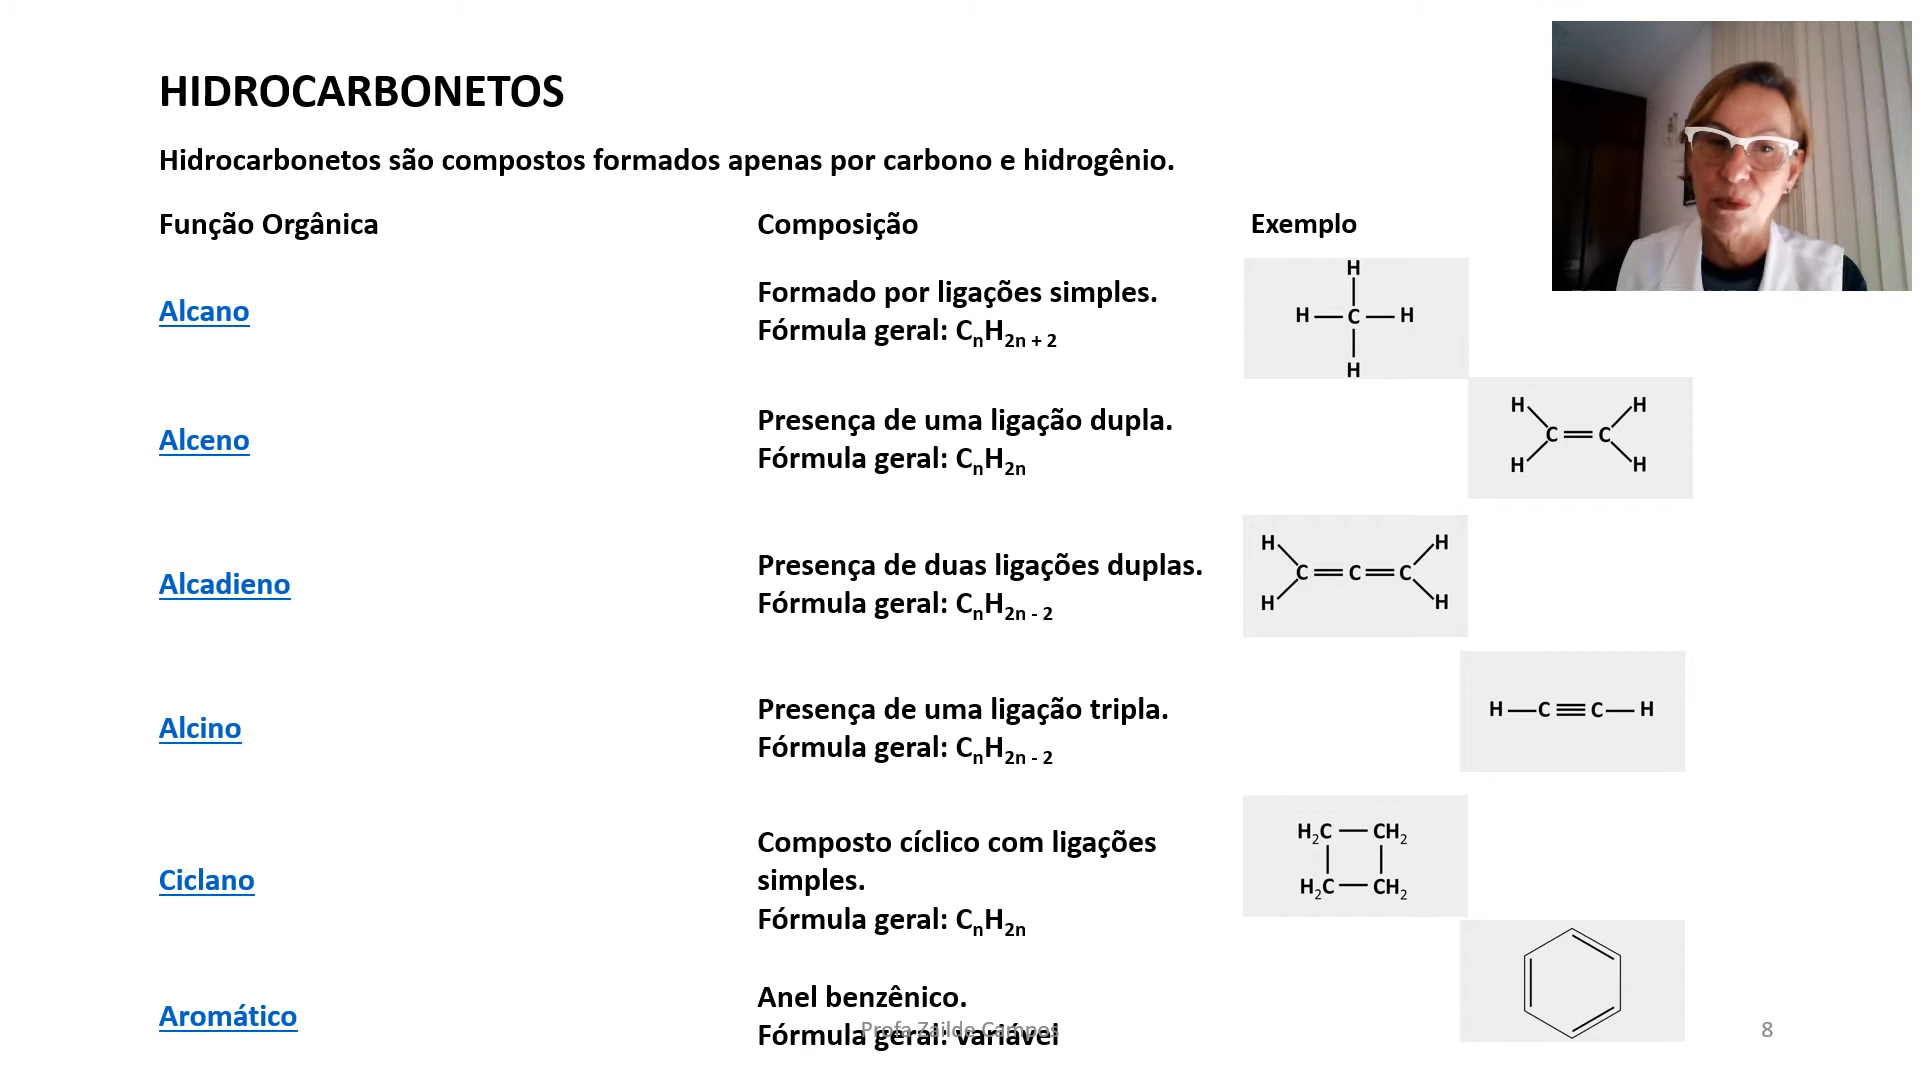 HIDROCARBONETOS
Hidrocarbonetos são compostos formados apenas por carbono e hidrogênio.
Função Orgânica
Composição
Exemplo
Alcano
Formado por ligações simples.
Fórmula geral: CnH2n + 2
H
H — C — H
H
Alceno
Presença de uma ligação dupla.
Fórmula geral: CnH2n
H H
C = C
H H
Alcadieno
Presença de duas ligações duplas.
Fórmula geral: CnH2n - 2
H H
C = C = C
H H
Alcino
Presença de uma ligação tripla.
Fórmula geral: CnH2n - 2
H — C ≡ C — H
Ciclano
Composto cíclico com ligações
simples.
Fórmula geral: CnH2n
H2C — CH2
H2C — CH2
Aromático
Anel benzênico.
Fórmula geral: variável
Profa Zailde Campos
8